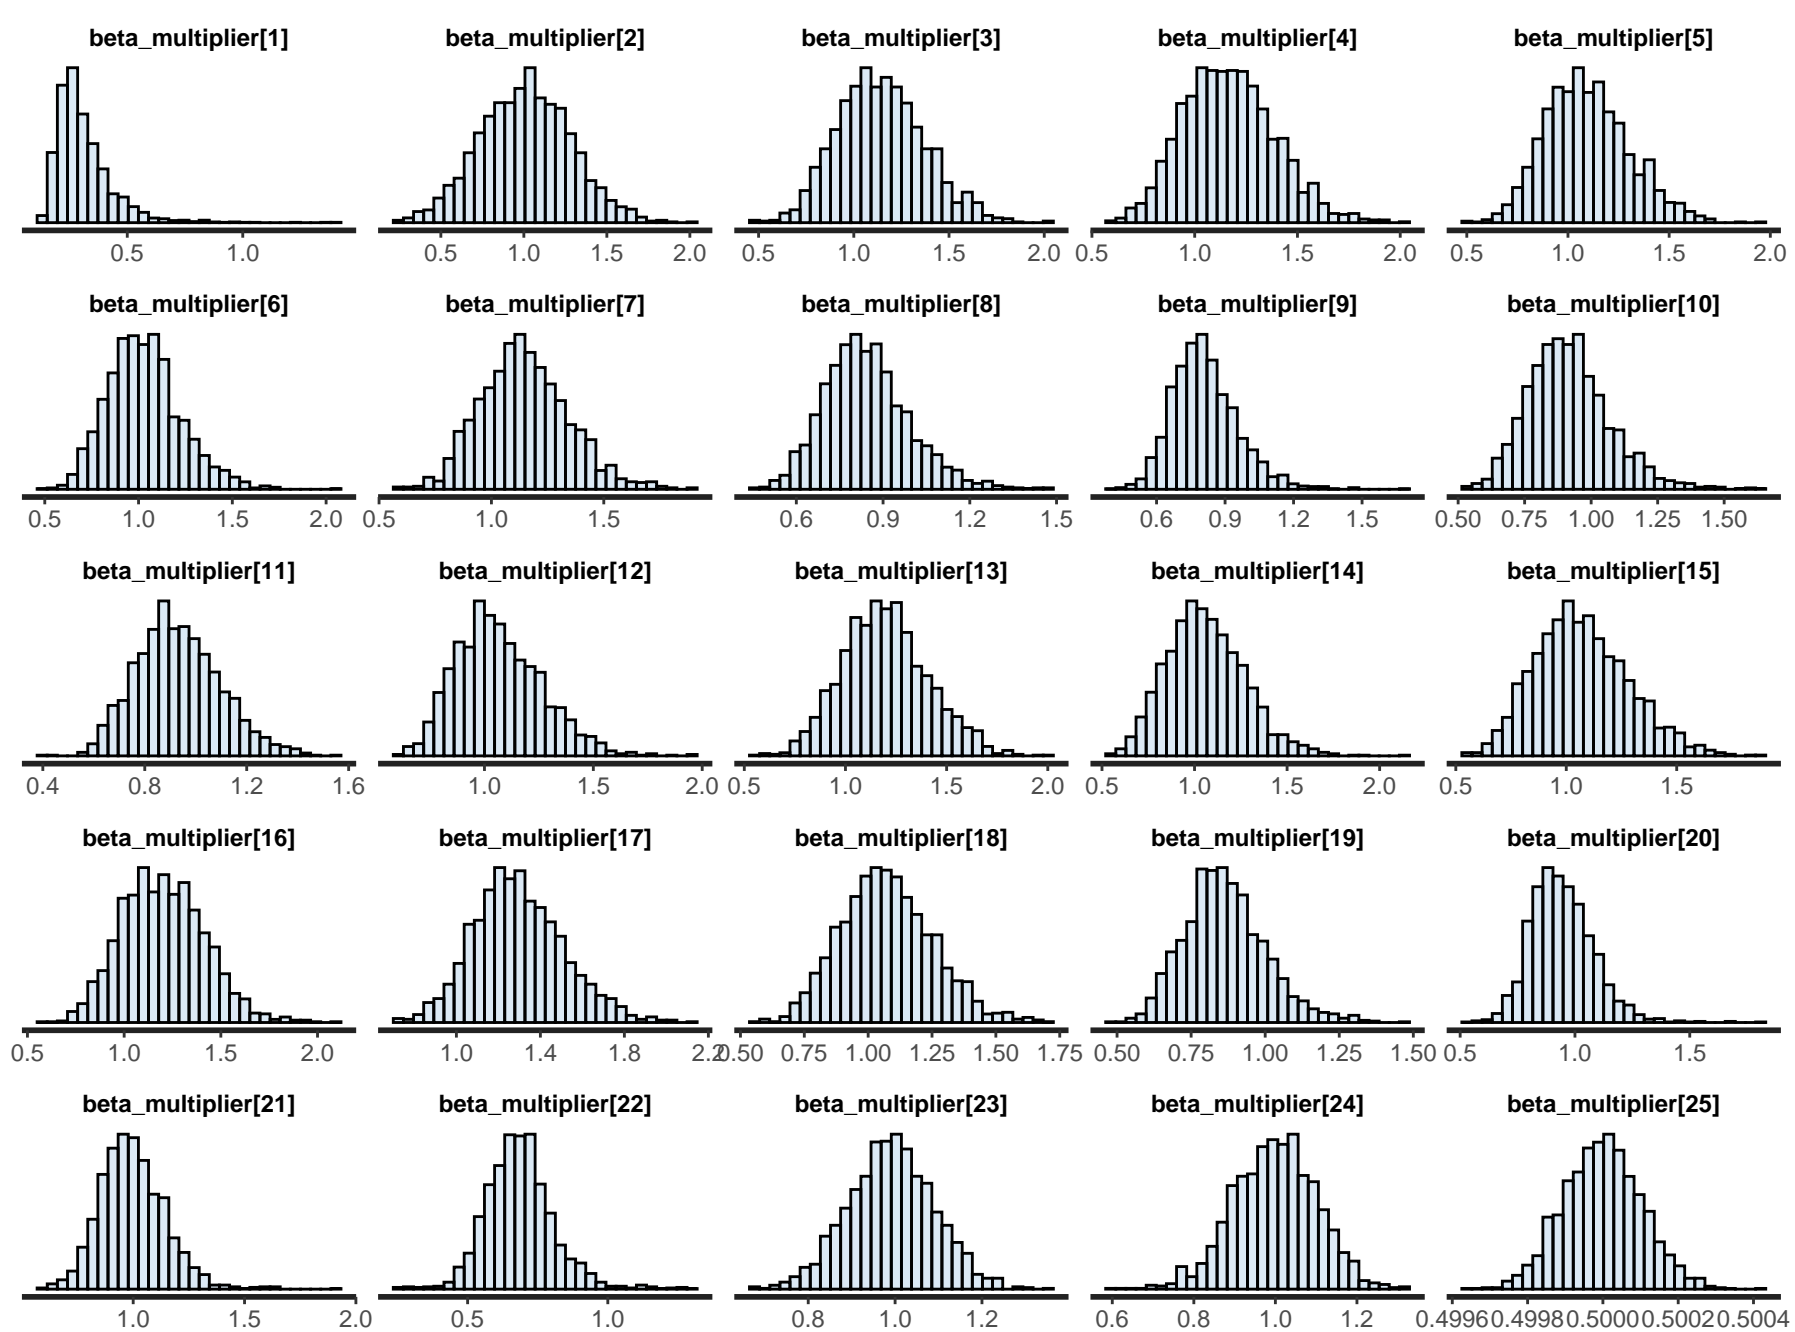 beta_multiplier[1] beta_multiplier[2] beta_multiplier[3] beta_multiplier[4] beta_multiplier[5]
0.5 1.0 0.5 1.0 1.5 2.0 0.5 1.0 1.5 2.0 0.5 1.0 1.5 2.0 0.5 1.0 1.5 2.0
beta_multiplier[6] beta_multiplier[7] beta_multiplier[8] beta_multiplier[9] beta_multiplier[10]
0.5 1.0 1.5 2.0 0.5 1.0 1.5 0.6 0.9 1.2 1.5 0.6 0.9 1.2 1.5 0.50 0.75 1.00 1.25 1.50
beta_multiplier[11] beta_multiplier[12] beta_multiplier[13] beta_multiplier[14] beta_multiplier[15]
0.4 0.8 1.2 1.6 1.0 1.5 2.0 0.5 1.0 1.5 2.0 0.5 1.0 1.5 2.0 0.5 1.0 1.5
beta_multiplier[16] beta_multiplier[17] beta_multiplier[18] beta_multiplier[19] beta_multiplier[20]
0.5 1.0 1.5 2.0 1.0 1.4 1.8 2.2 0.50 0.75 1.00 1.25 1.50 1.75 0.50 0.75 1.00 1.25 1.50 0.5 1.0 1.5
beta_multiplier[21] beta_multiplier[22] beta_multiplier[23] beta_multiplier[24] beta_multiplier[25]
0.5 1.0 1.5 2.0 0.5 1.0 0.8 1.0 1.2 0.6 0.8 1.0 1.2 0.4996 0.4998 0.5000 0.5002 0.5004